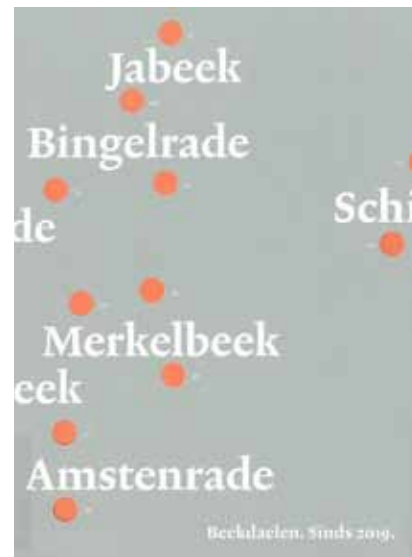 Jabeek
Bingelrade
Schi
de
Merkelbeek
eek
Amstenrade
Beekdaelen. Sinds 2019.